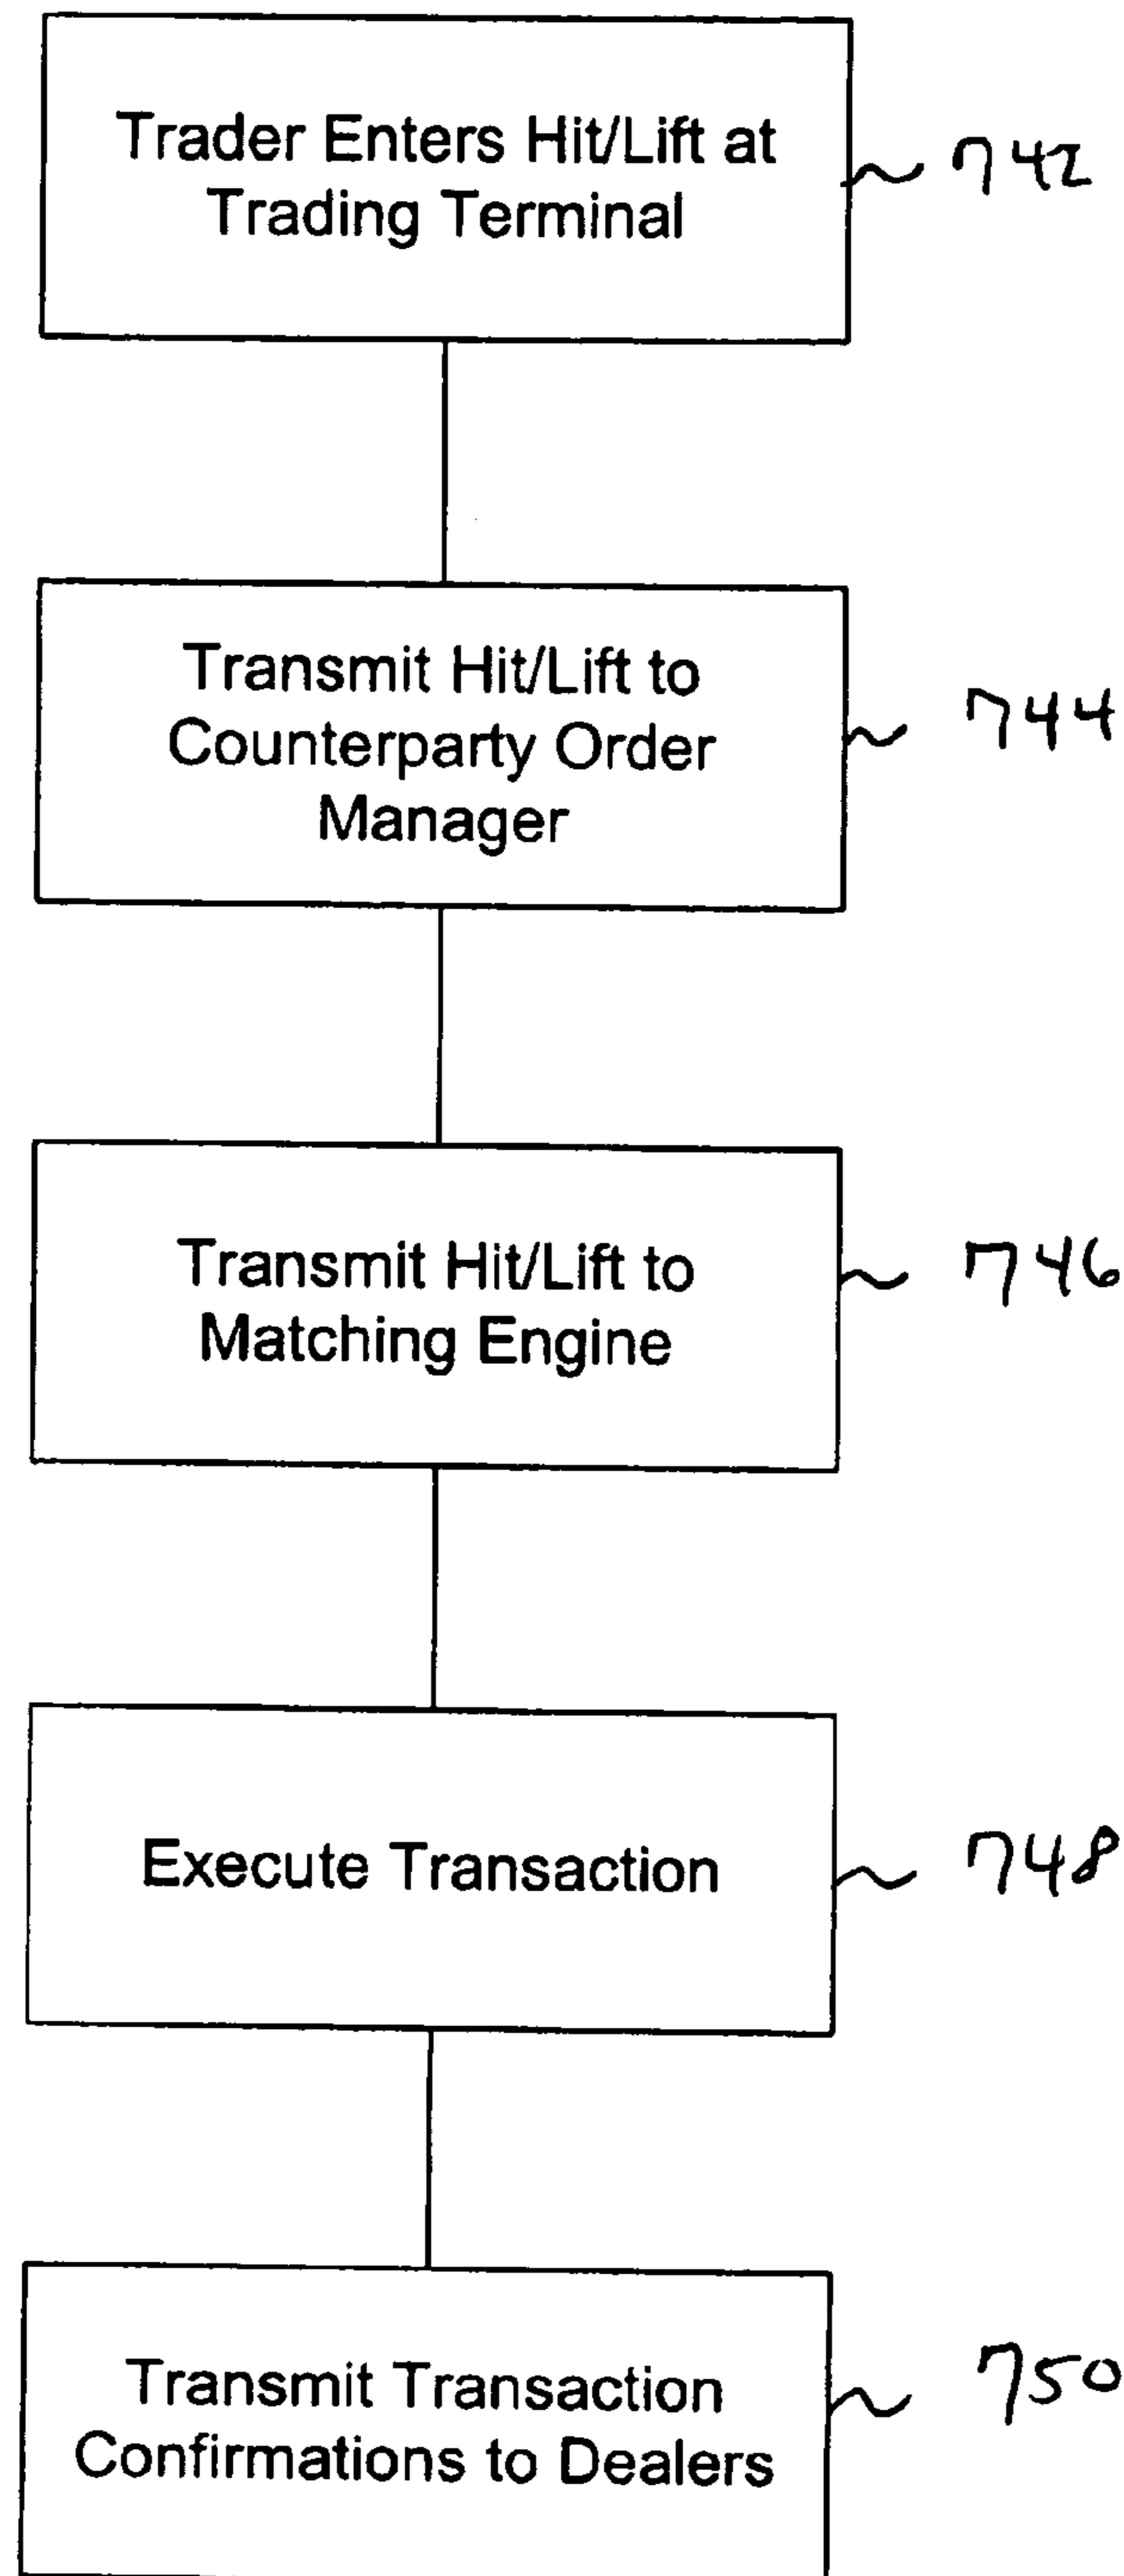 Trader Enters Hit/Lift at
Trading Terminal
742
Transmit Hit/Lift to
Counterparty Order
Manager
744
Transmit Hit/Lift to
Matching Engine
746
Execute Transaction
748
Transmit Transaction
Confirmations to Dealers
750